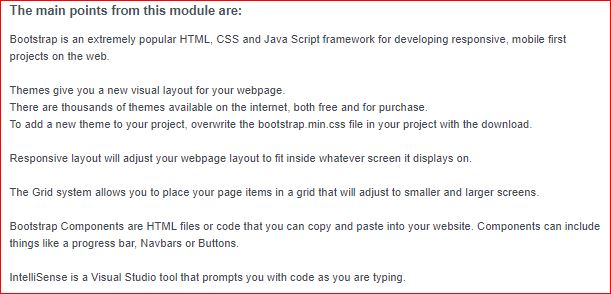 The main points from this module are:
Bootstrap is an extremely popular HTML, CSS and Java Script framework for developing responsive, mobile first
projects on the web.
Themes give you a new visual layout for your webpage.
There are thousands of themes available on the internet, both free and for purchase.
To add a new theme to your project, overwrite the bootstrap.min.css file in your project with the download.
Responsive layout will adjust your webpage layout to fit inside whatever screen it displays on.
The Grid system allows you to place your page items in a grid that will adjust to smaller and larger screens.
Bootstrap Components are HTML files or code that you can copy and paste into your website. Components can include
things like a progress bar, Navbars or Buttons.
IntelliSense is a Visual Studio tool that prompts you with code as you are typing.